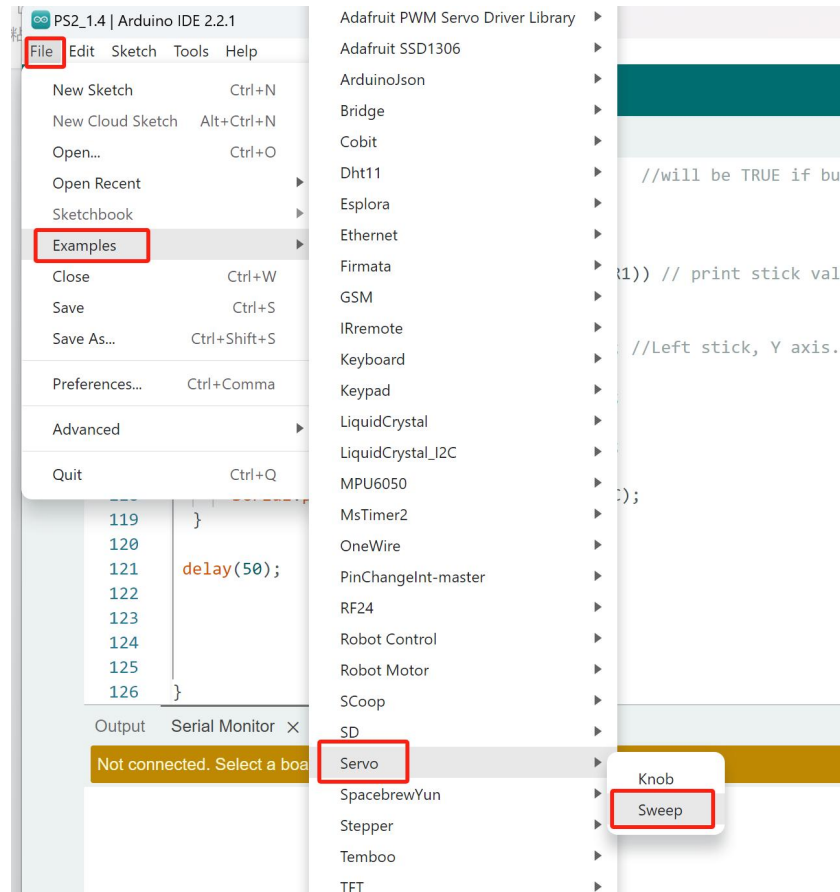 PS2_1.4 | Arduino IDE 2.2.1
File Edit Sketch Tools Help
New Sketch Ctrl+N
New Cloud Sketch Alt+Ctrl+N
Open... Ctrl+O
Open Recent
Sketchbook
Examples
Close Ctrl+W
Save Ctrl+S
Save As... Ctrl+Shift+S
Preferences... Ctrl+Comma
Advanced
Quit Ctrl+Q
Adafruit PWM Servo Driver Library
Adafruit SSD1306
ArduinoJson
Bridge
Cobit
Dht11
Esplora
Ethernet
Firmata
GSM
IRremote
Keyboard
Keypad
LiquidCrystal
LiquidCrystal_I2C
MPU6050
MsTimer2
OneWire
PinChangeInt-master
RF24
Robot Control
Robot Motor
SCoop
SD
Servo
SpacebrewYun
Stepper
Temboo
TFT
Knob
Sweep
//will be TRUE if bu
R1)) // print stick val
//Left stick, Y axis.
);
119 }
120
121 delay(50);
122
123
124
125
126 }
Output Serial Monitor ×
Not connected. Select a boa